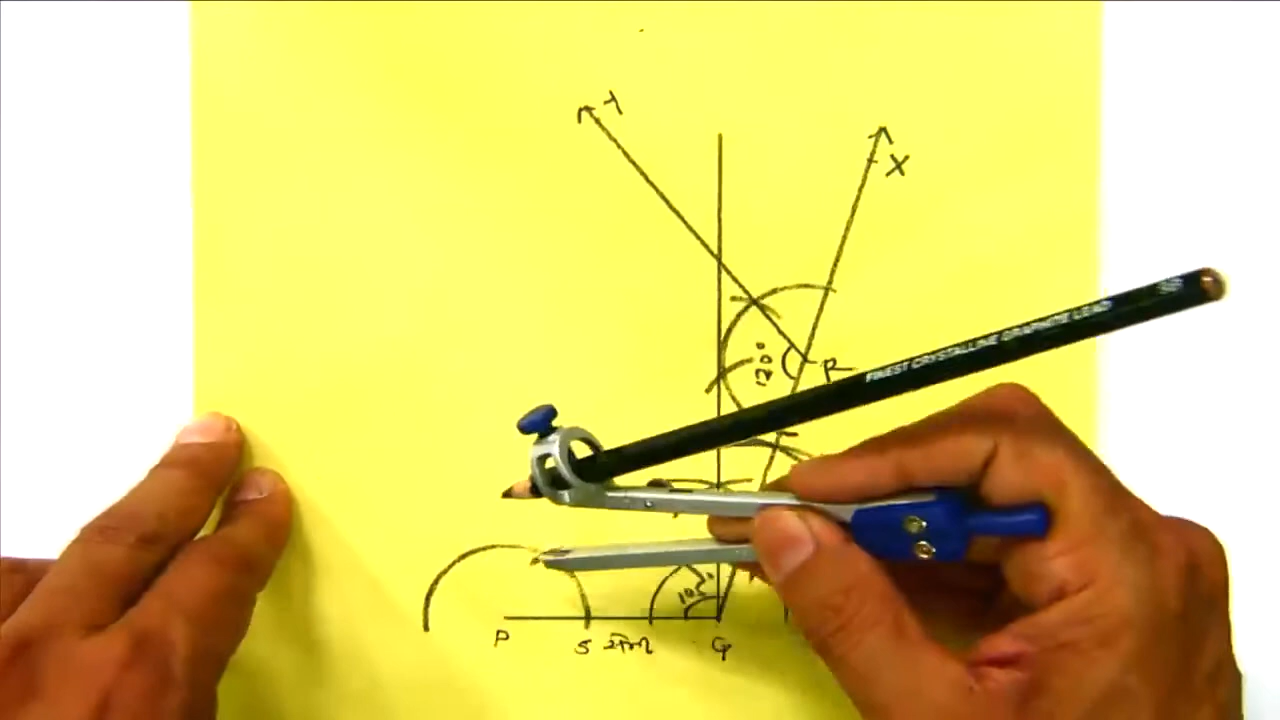 Y
X
120°
R
FINEST CRYSTALLINE GRAPHITE LEAD
105°
P 5 सेमी Q